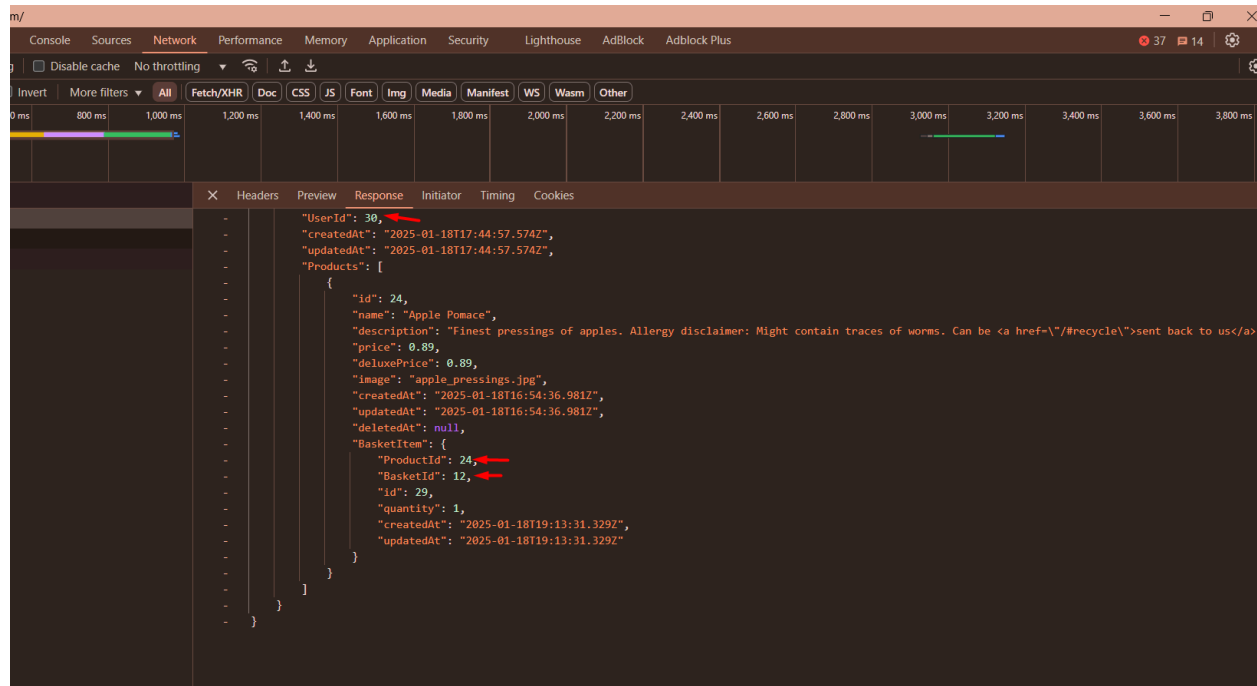 m/
Console Sources Network Performance Memory Application Security Lighthouse AdBlock Adblock Plus 37 14
Disable cache No throttling
Invert More filters All Fetch/XHR Doc CSS JS Font Img Media Manifest WS Wasm Other
0 ms 800 ms 1,000 ms 1,200 ms 1,400 ms 1,600 ms 1,800 ms 2,000 ms 2,200 ms 2,400 ms 2,600 ms 2,800 ms 3,000 ms 3,200 ms 3,400 ms 3,600 ms 3,800 ms
Headers Preview Response Initiator Timing Cookies
- "UserId": 30,
- "createdAt": "2025-01-18T17:44:57.574Z",
- "updatedAt": "2025-01-18T17:44:57.574Z",
- "Products": [
- {
- "id": 24,
- "name": "Apple Pomace",
- "description": "Finest pressings of apples. Allergy disclaimer: Might contain traces of worms. Can be <a href=\"/#recycle\">sent back to us</a>
- "price": 0.89,
- "deluxePrice": 0.89,
- "image": "apple_pressings.jpg",
- "createdAt": "2025-01-18T16:54:36.981Z",
- "updatedAt": "2025-01-18T16:54:36.981Z",
- "deletedAt": null,
- "BasketItem": {
- "ProductId": 24,
- "BasketId": 12,
- "id": 29,
- "quantity": 1,
- "createdAt": "2025-01-18T19:13:31.329Z",
- "updatedAt": "2025-01-18T19:13:31.329Z"
- }
- }
- ]
- }
- }